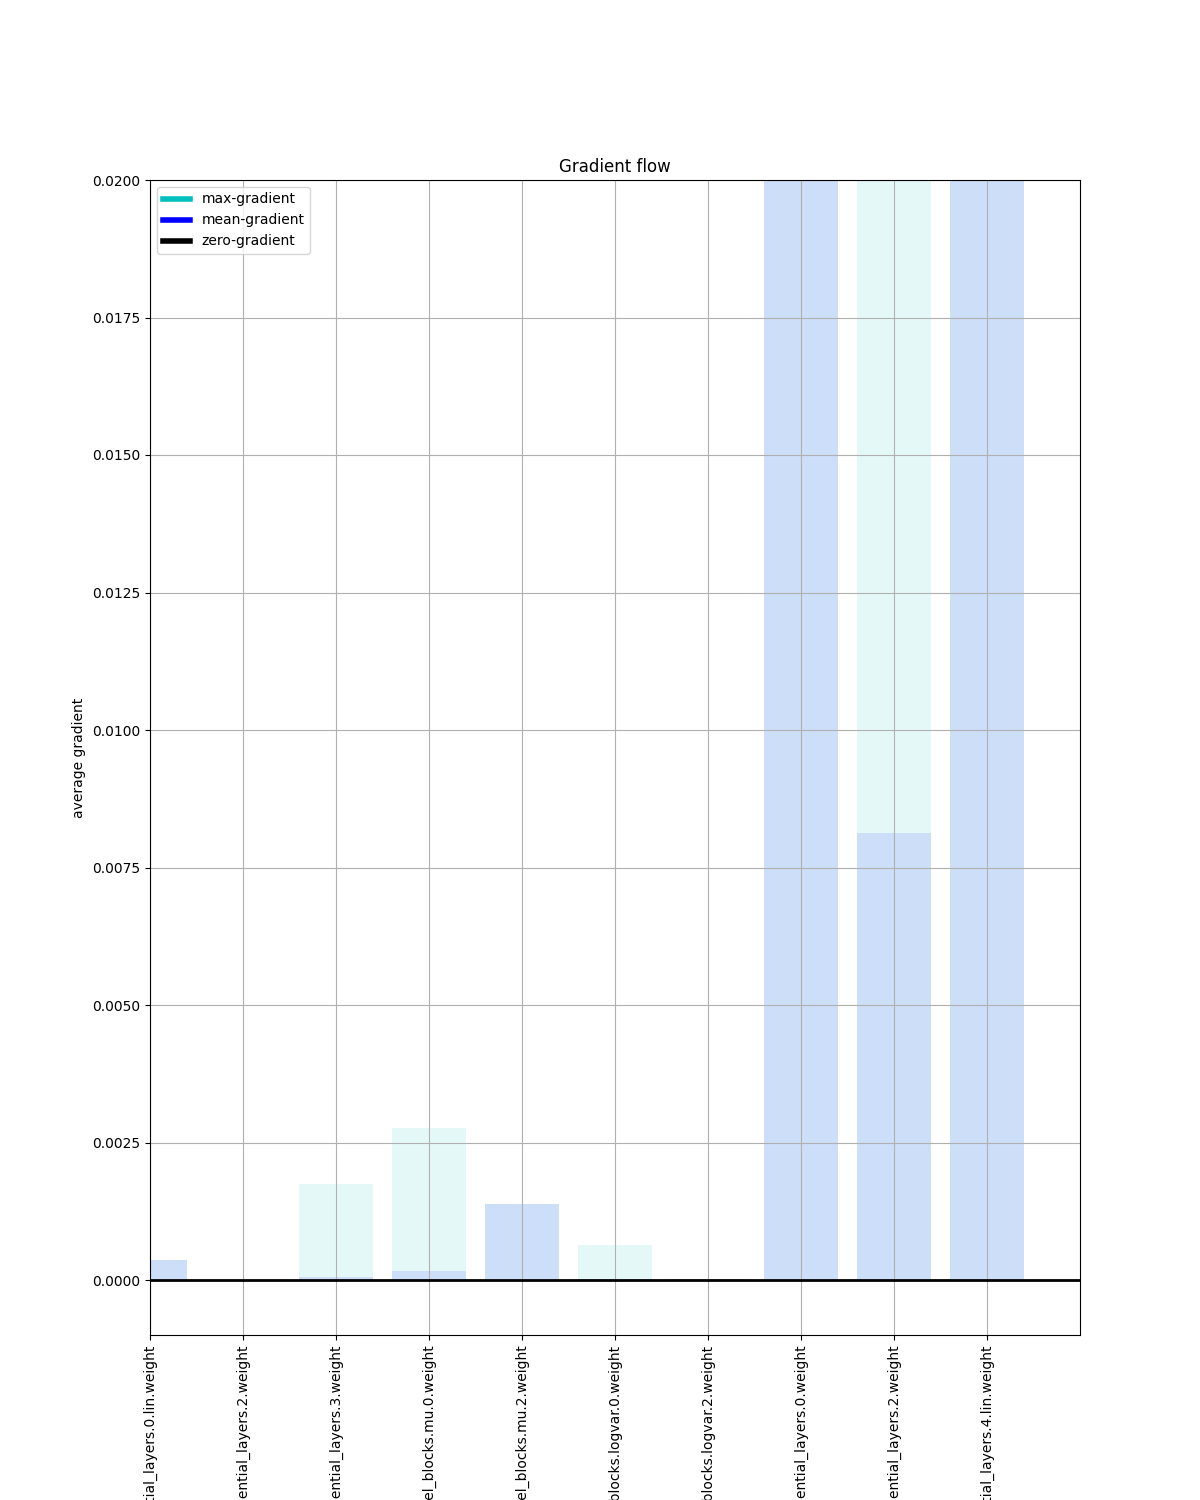 Gradient flow
max-gradient
mean-gradient
zero-gradient
0.0200
0.0175
0.0150
0.0125
0.0100
0.0075
0.0050
0.0025
0.0000
average gradient
tial_layers.0.lin.weight
ential_layers.2.weight
ential_layers.3.weight
el_blocks.mu.0.weight
el_blocks.mu.2.weight
blocks.logvar.0.weight
blocks.logvar.2.weight
ential_layers.0.weight
ential_layers.2.weight
tial_layers.4.lin.weight